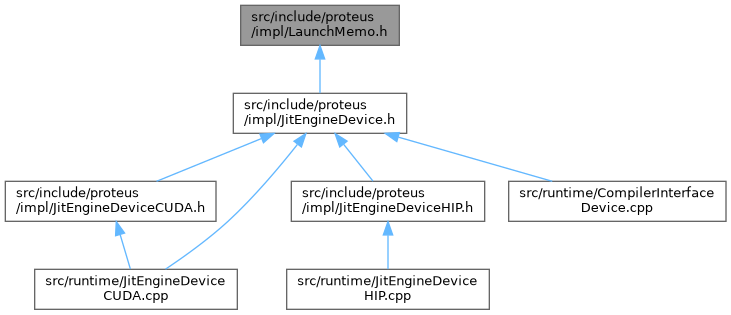 src/include/proteus
/impl/LaunchMemo.h
src/include/proteus
/impl/JitEngineDevice.h
src/include/proteus
/impl/JitEngineDeviceCUDA.h
src/include/proteus
/impl/JitEngineDeviceHIP.h
src/runtime/CompilerInterface
Device.cpp
src/runtime/JitEngineDevice
CUDA.cpp
src/runtime/JitEngineDevice
HIP.cpp